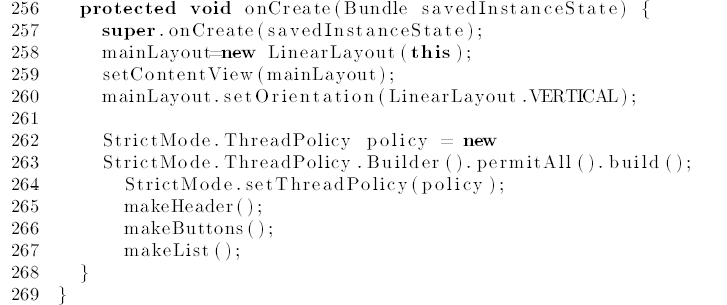 256 protected void onCreate(Bundle savedInstanceState) {
257 super.onCreate(savedInstanceState);
258 mainLayout=new LinearLayout(this);
259 setContentView(mainLayout);
260 mainLayout.setOrientation(LinearLayout.VERTICAL);
261
262 StrictMode.ThreadPolicy policy = new
263 StrictMode.ThreadPolicy.Builder().permitAll().build();
264 StrictMode.setThreadPolicy(policy);
265 makeHeader();
266 makeButtons();
267 makeList();
268 }
269 }